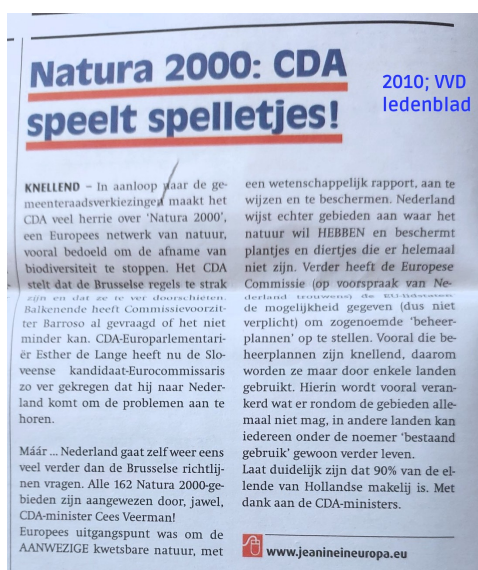 Natura 2000: CDA
speelt spelletjes!
2010; VVD
ledenblad
KNELLEND – In aanloop naar de ge-
meenteraadsverkiezingen maakt het
CDA veel herrie over 'Natura 2000',
een Europees netwerk van natuur,
vooral bedoeld om de afname van
biodiversiteit te stoppen. Het CDA
stelt dat de Brusselse regels te strak
zijn en dat ze te ver doorschieten.
Balkenende heeft Commissievoorzit-
ter Barroso al gevraagd of het niet
minder kan. CDA-Europarlementari-
ër Esther de Lange heeft nu de Slo-
veense kandidaat-Eurocommissaris
zo ver gekregen dat hij naar Neder-
land komt om de problemen aan te
horen.
Máár ... Nederland gaat zelf weer eens
veel verder dan de Brusselse richtlij-
nen vragen. Alle 162 Natura 2000-ge-
bieden zijn aangewezen door, jawel,
CDA-minister Cees Veerman!
Europees uitgangspunt was om de
AANWEZIGE kwetsbare natuur, met
een wetenschappelijk rapport, aan te
wijzen en te beschermen. Nederland
wijst echter gebieden aan waar het
natuur wil HEBBEN en beschermt
plantjes en diertjes die er helemaal
niet zijn. Verder heeft de Europese
Commissie (op voorspraak van Ne-
derland trouwens) de EU-lidstaten
de mogelijkheid gegeven (dus niet
verplicht) om zogenoemde 'beheer-
plannen' op te stellen. Vooral die be-
heerplannen zijn knellend, daarom
worden ze maar door enkele landen
gebruikt. Hierin wordt vooral veran-
kerd wat er rondom de gebieden alle-
maal niet mag, in andere landen kan
iedereen onder de noemer 'bestaand
gebruik' gewoon verder leven.
Laat duidelijk zijn dat 90% van de el-
lende van Hollandse makelij is. Met
dank aan de CDA-ministers.
www.jeanineineuropa.eu